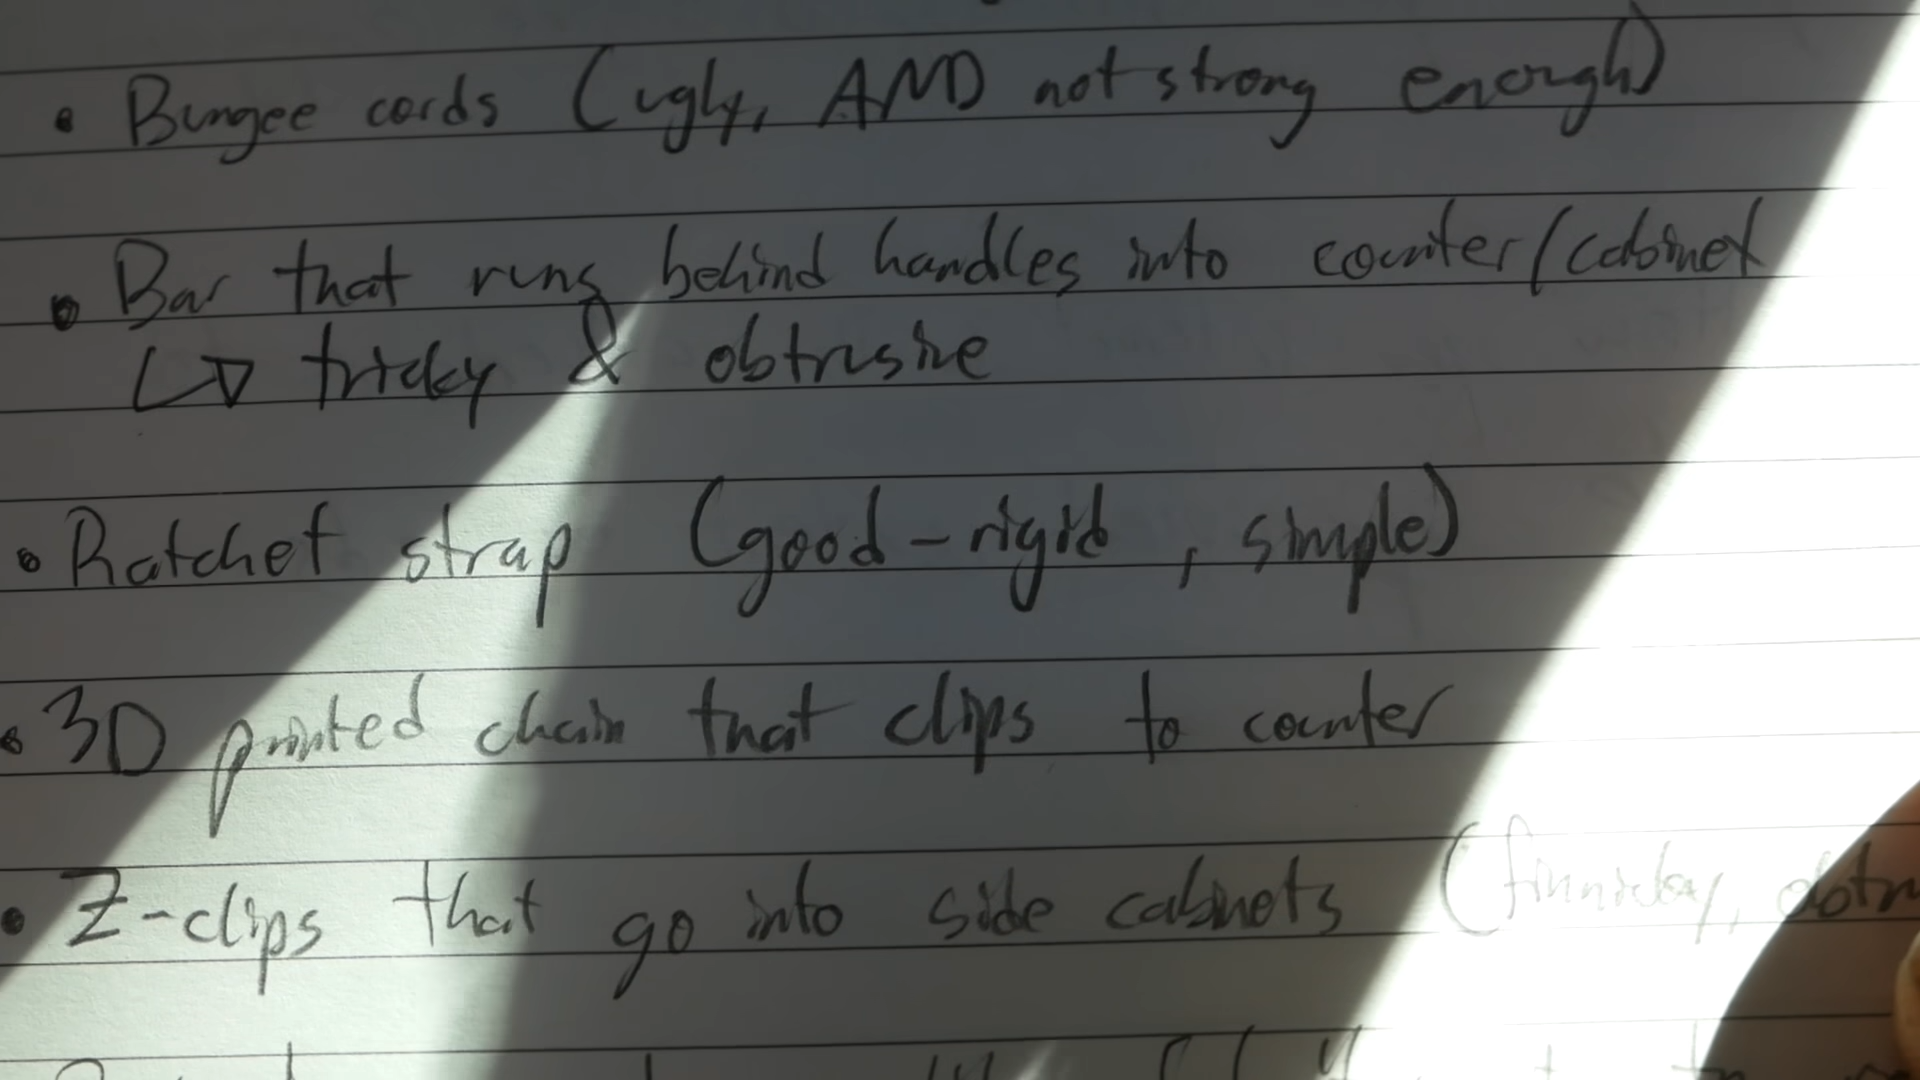 • Bungee cords (ugly, AND not strong enough)
• Bar that runs behind handles into counter/cabinet
↳ tricky & obtrusive
• Ratchet strap (good - rigid, simple)
• 3D printed chain that clips to counter
• Z-clips that go into side cabinets